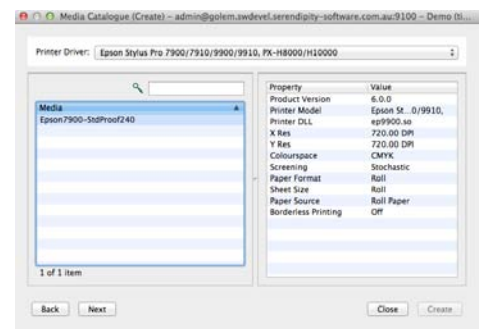 Media Catalogue (Create) – admin@golem.swdevel.serendipity-software.com.au:9100 – Demo (ti...
Printer Driver: Epson Stylus Pro 7900/7910/9900/9910, PX-H8000/H10000
Media
Epson7900-StdProof240
1 of 1 item
Property Value
Product Version 6.0.0
Printer Model Epson St...0/9910,
Printer DLL ep9900.so
X Res 720.00 DPI
Y Res 720.00 DPI
Colourspace CMYK
Screening Stochastic
Paper Format Roll
Sheet Size Roll
Paper Source Roll Paper
Borderless Printing Off
Back Next Close Create